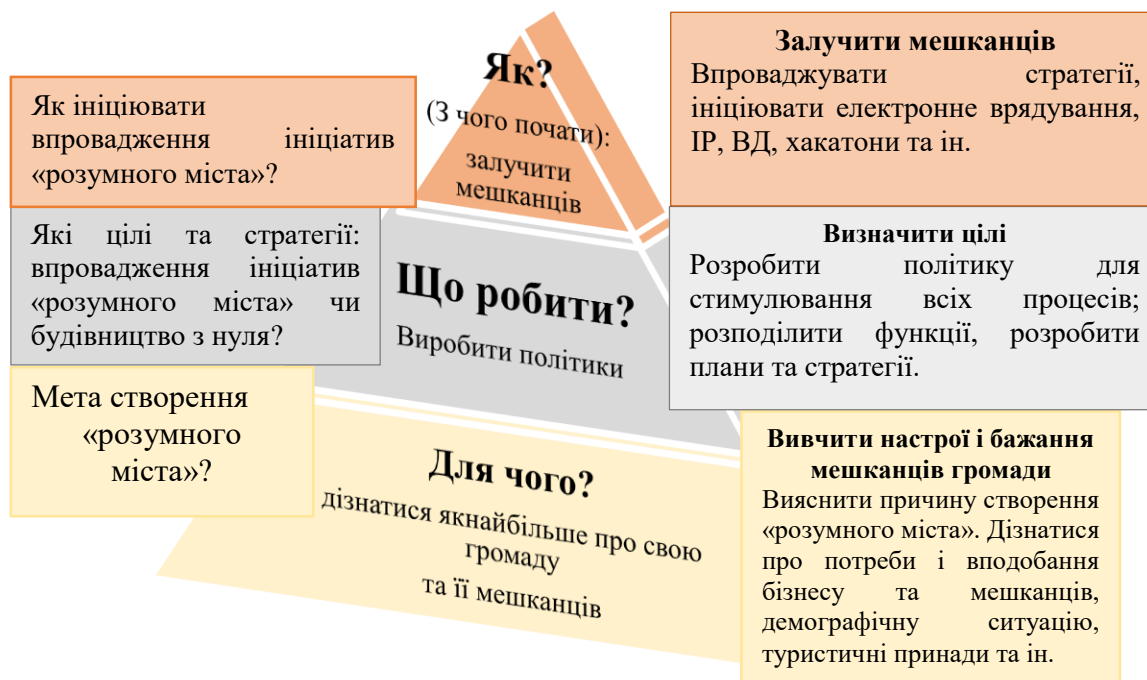 Як ініціювати
впровадження ініціатив
«розумного міста»?
Як?
(З чого почати):
залучити
мешканців
Залучити мешканців
Впроваджувати стратегії,
ініціювати електронне врядування,
ІР, ВД, хакатони та ін.
Які цілі та стратегії:
впровадження ініціатив
«розумного міста» чи
будівництво з нуля?
Що робити?
Виробити політики
Визначити цілі
Розробити політику для
стимулювання всіх процесів;
розподілити функції, розробити
плани та стратегії.
Мета створення
«розумного
міста»?
Для чого?
дізнатися якнайбільше про свою
громаду
та її мешканців
Вивчити настрої і бажання
мешканців громади
Вияснити причину створення
«розумного міста». Дізнатися
про потреби і вподобання
бізнесу та мешканців,
демографічну ситуацію,
туристичні принади та ін.